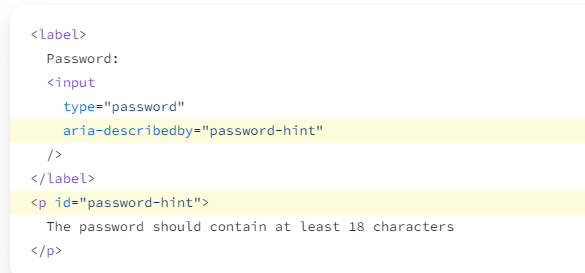 <label>
Password:
<input
type="password"
aria-describedby="password-hint"
/>
</label>
<p id="password-hint">
The password should contain at least 18 characters
</p>